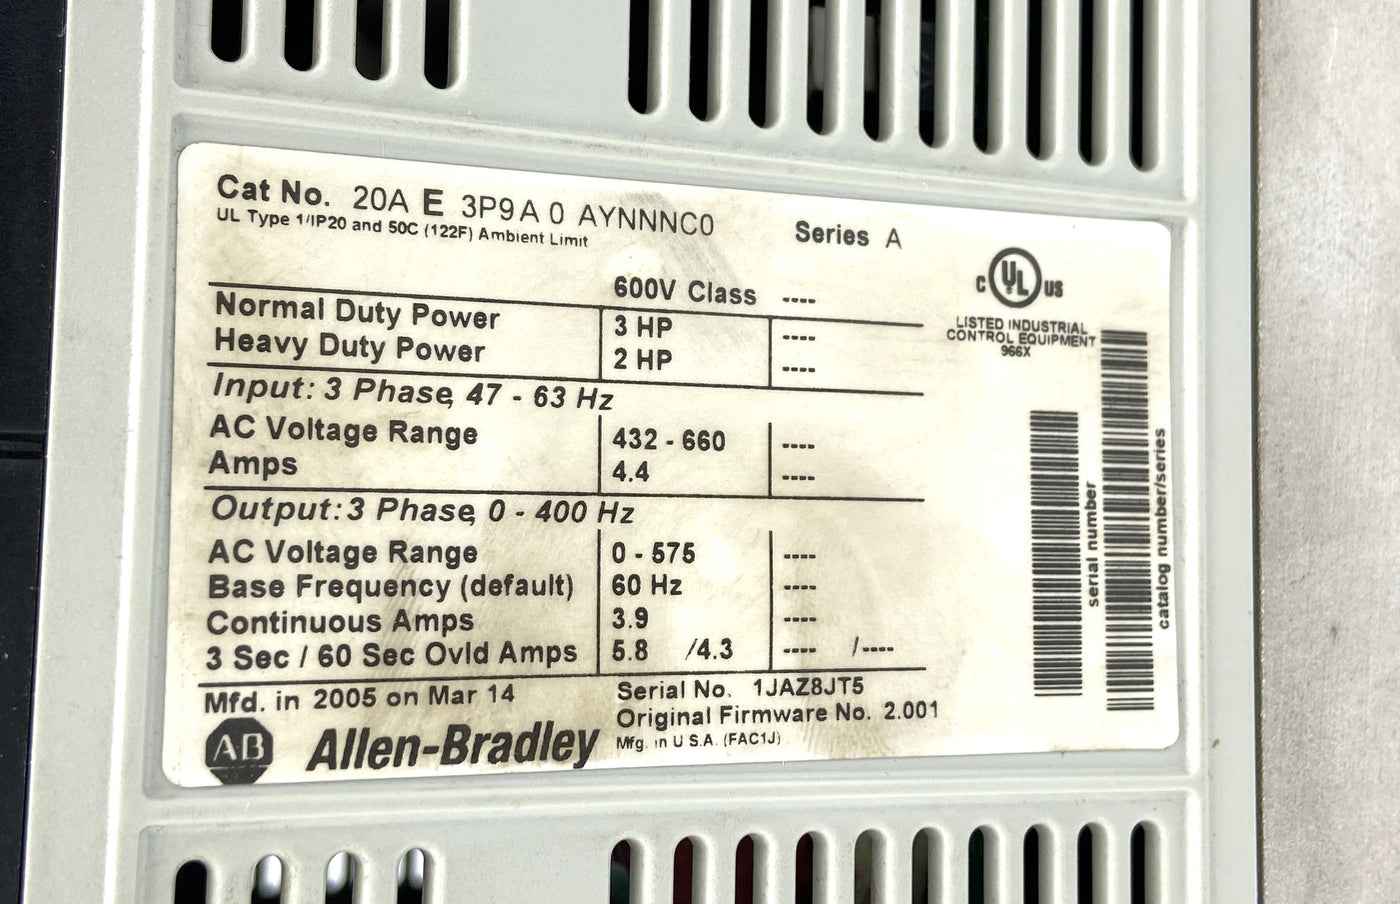 Cat No. 20A E 3P9 A 0 AYNNNC0 Series A
UL Type 1/IP20 and 50C (122F) Ambient Limit
C UL US
LISTED INDUSTRIAL
CONTROL EQUIPMENT
966X
600V Class ----
Normal Duty Power 3 HP ----
Heavy Duty Power 2 HP ----
Input: 3 Phase, 47 - 63 Hz
AC Voltage Range 432 - 660 ----
Amps 4.4 ----
Output: 3 Phase, 0 - 400 Hz
AC Voltage Range 0 - 575 ----
Base Frequency (default) 60 Hz ----
Continuous Amps 3.9 ----
3 Sec / 60 Sec Ovld Amps 5.8 /4.3 ---- /----
Mfd. in 2005 on Mar 14
Serial No. 1JAZ8JT5
Original Firmware No. 2.001
Mfg. in U.S.A. (FAC1J)
AB Allen-Bradley
serial number
catalog number/series